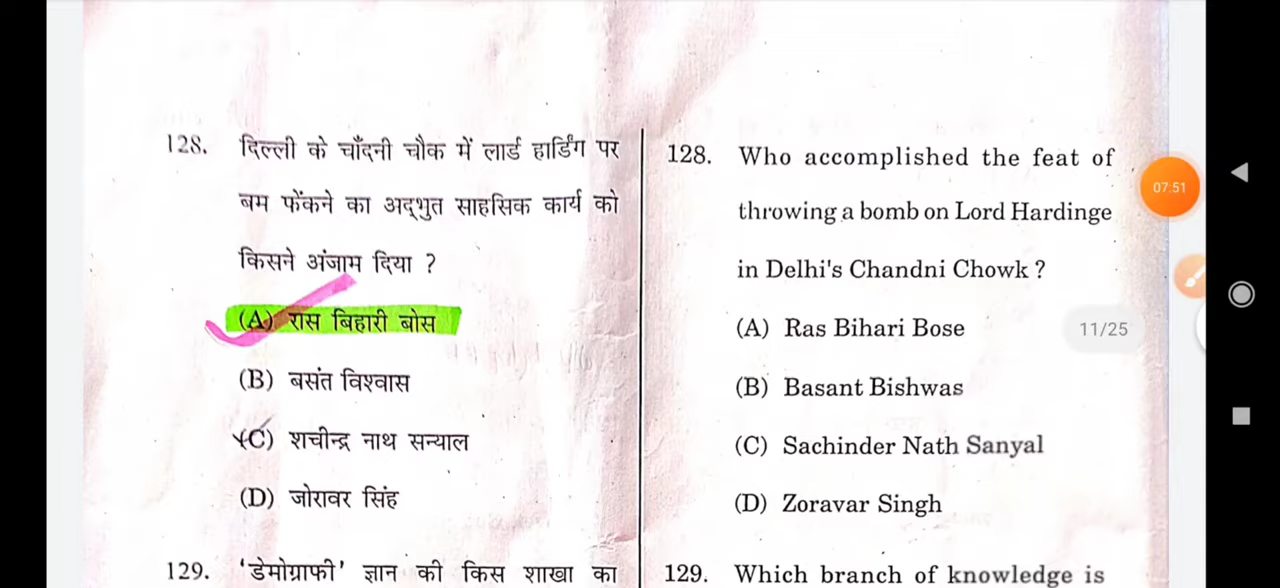 128. दिल्ली के चाँदनी चौक में लार्ड हार्डिंग पर
बम फेंकने का अद्भुत साहसिक कार्य को
किसने अंजाम दिया ?
(A) रास बिहारी बोस
(B) बसंत विश्वास
(C) शचीन्द्र नाथ सन्याल
(D) जोरावर सिंह
129. 'डेमोग्राफी' ज्ञान की किस शाखा का
128. Who accomplished the feat of
throwing a bomb on Lord Hardinge
in Delhi's Chandni Chowk ?
(A) Ras Bihari Bose
(B) Basant Bishwas
(C) Sachinder Nath Sanyal
(D) Zoravar Singh
129. Which branch of knowledge is
07:51
11/25